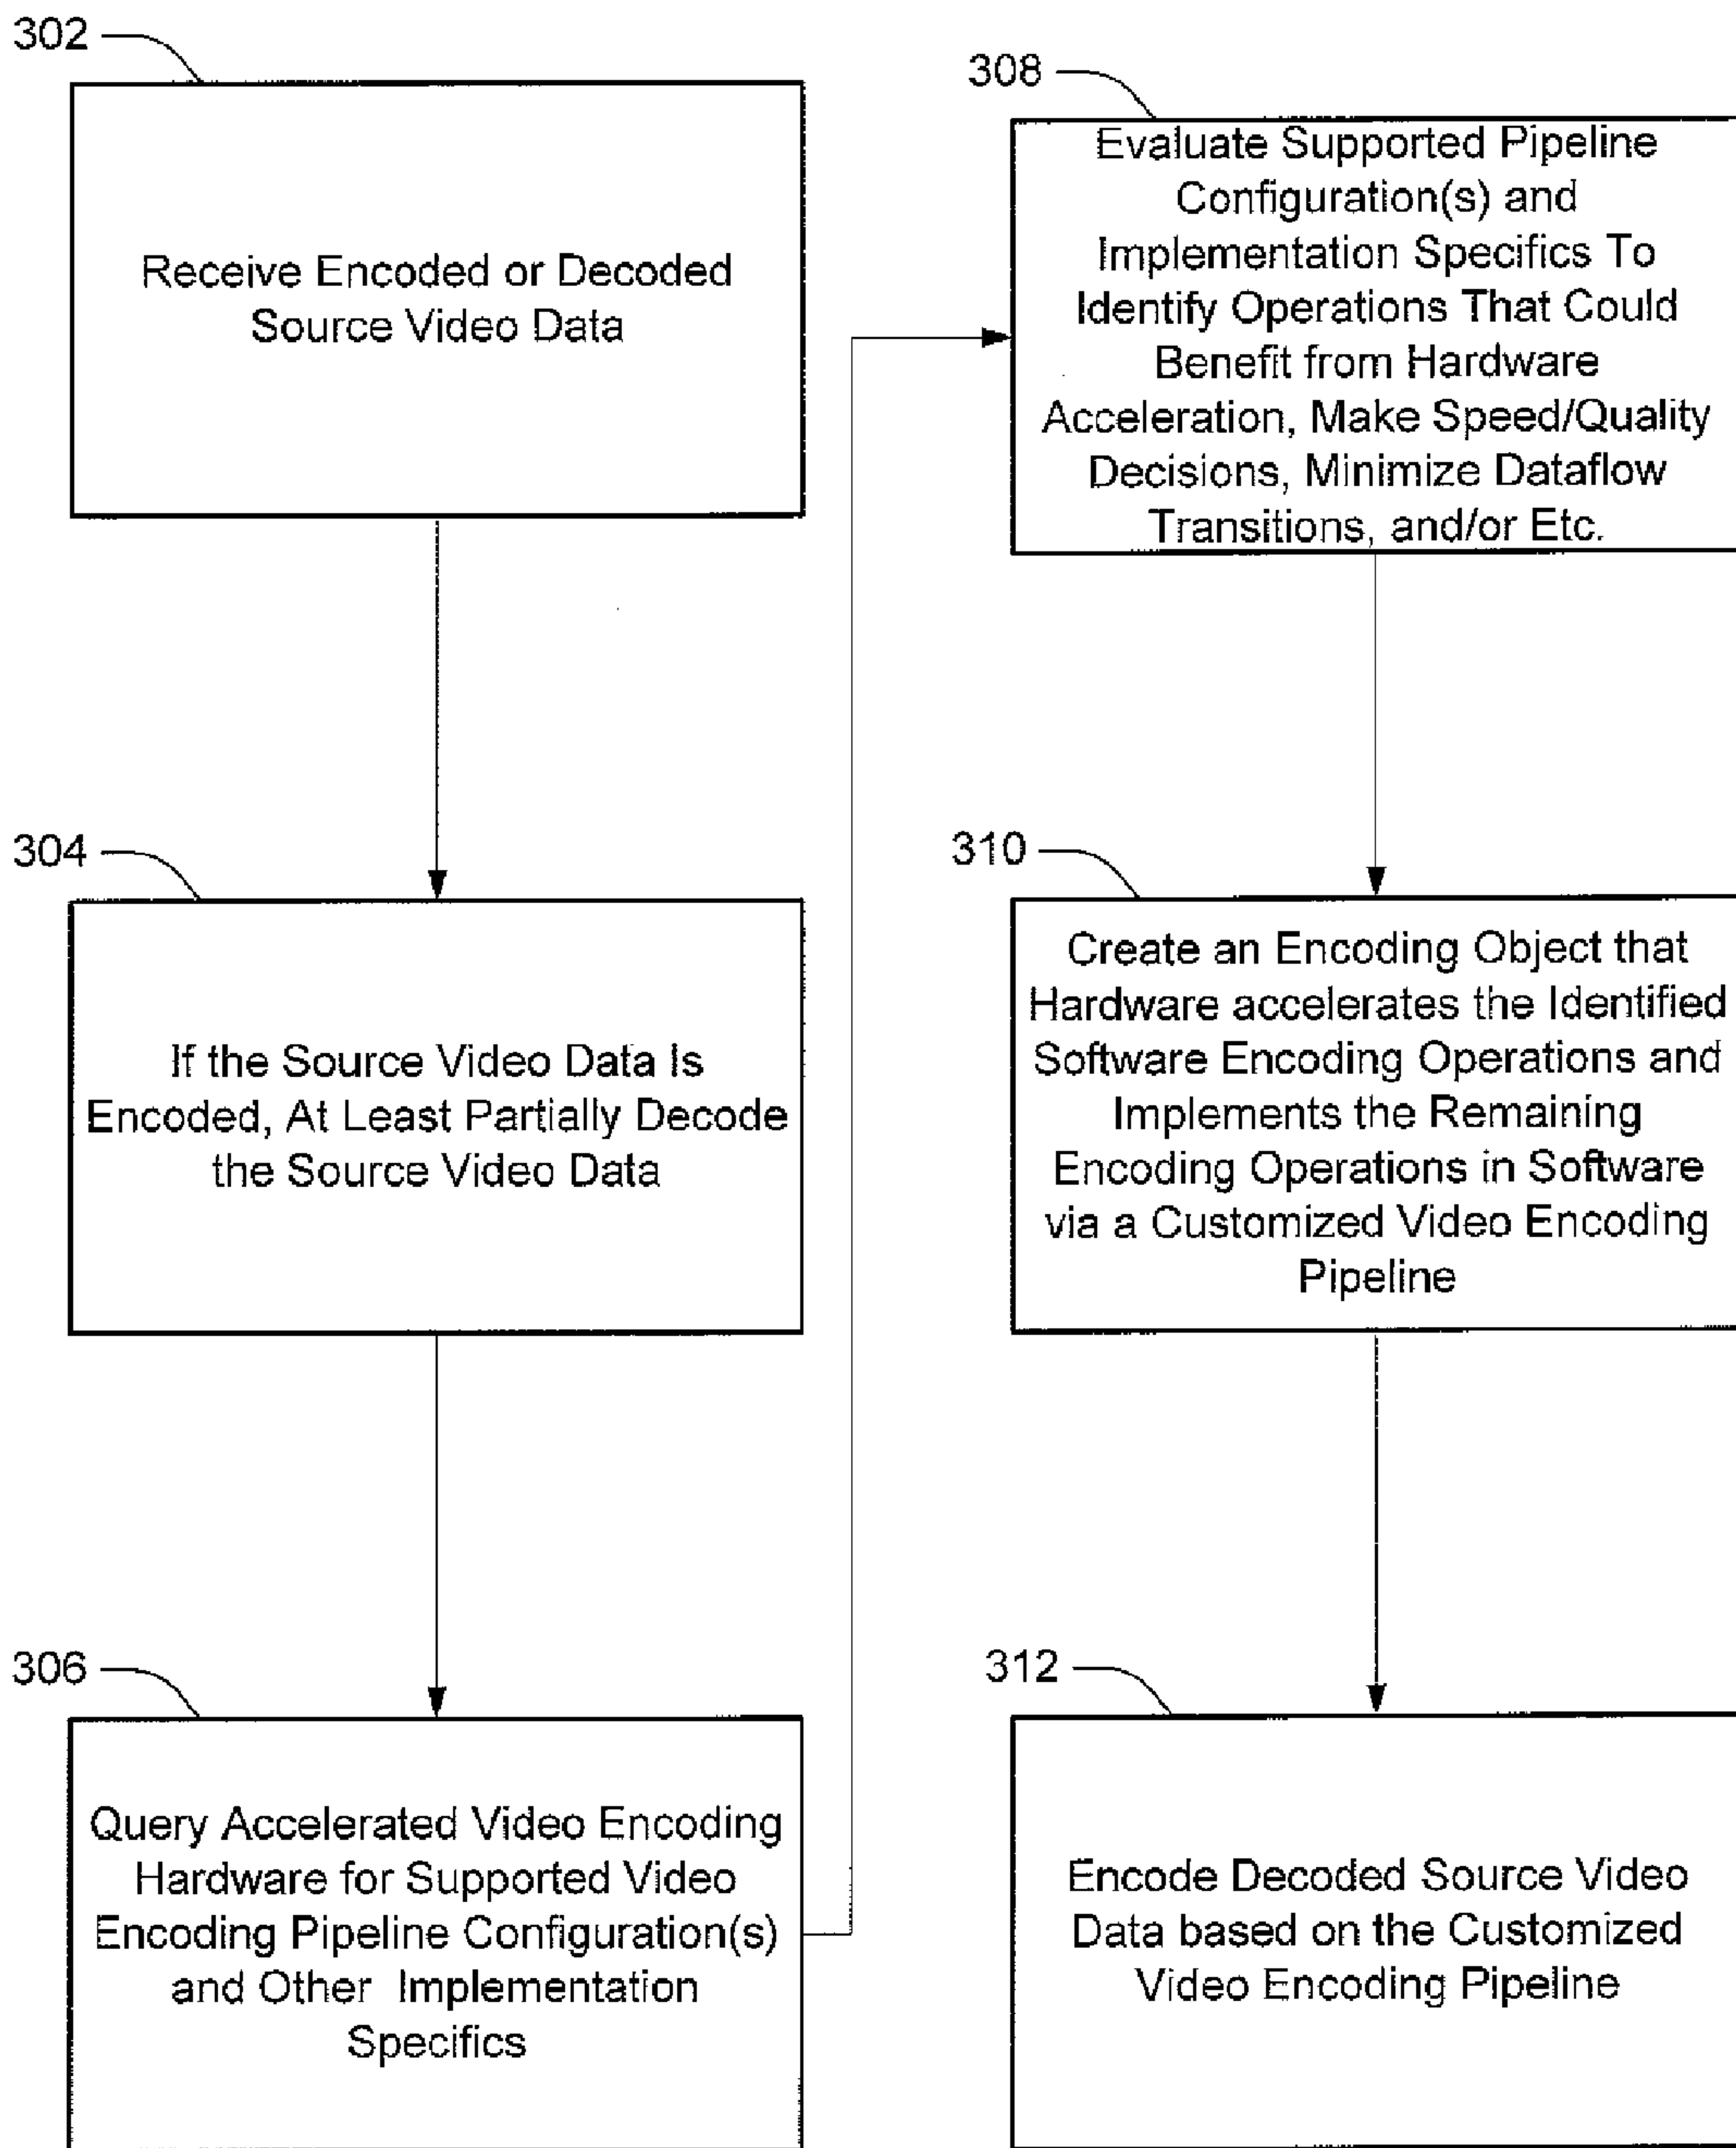 302
Receive Encoded or Decoded
Source Video Data
304
If the Source Video Data Is
Encoded, At Least Partially Decode
the Source Video Data
306
Query Accelerated Video Encoding
Hardware for Supported Video
Encoding Pipeline Configuration(s)
and Other Implementation
Specifics
308
Evaluate Supported Pipeline
Configuration(s) and
Implementation Specifics To
Identify Operations That Could
Benefit from Hardware
Acceleration, Make Speed/Quality
Decisions, Minimize Dataflow
Transitions, and/or Etc.
310
Create an Encoding Object that
Hardware accelerates the Identified
Software Encoding Operations and
Implements the Remaining
Encoding Operations in Software
via a Customized Video Encoding
Pipeline
312
Encode Decoded Source Video
Data based on the Customized
Video Encoding Pipeline